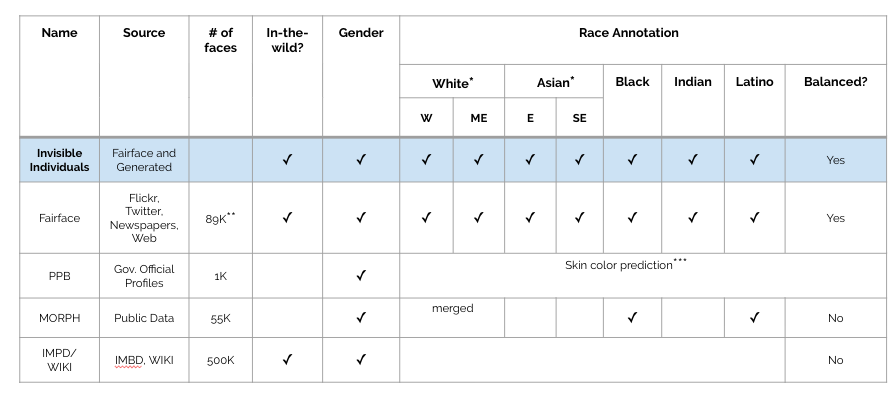 Name Source # of faces In-the-wild? Gender Race Annotation
White* Asian* Black Indian Latino Balanced?
W ME E SE
Invisible Individuals Fairface and Generated ✓ ✓ ✓ ✓ ✓ ✓ ✓ ✓ ✓ Yes
Fairface Flickr, Twitter, Newspapers, Web 89K** ✓ ✓ ✓ ✓ ✓ ✓ ✓ ✓ ✓ Yes
PPB Gov. Official Profiles 1K ✓ Skin color prediction***
MORPH Public Data 55K ✓ merged ✓ ✓ No
IMPD/ WIKI IMBD, WIKI 500K ✓ ✓ No